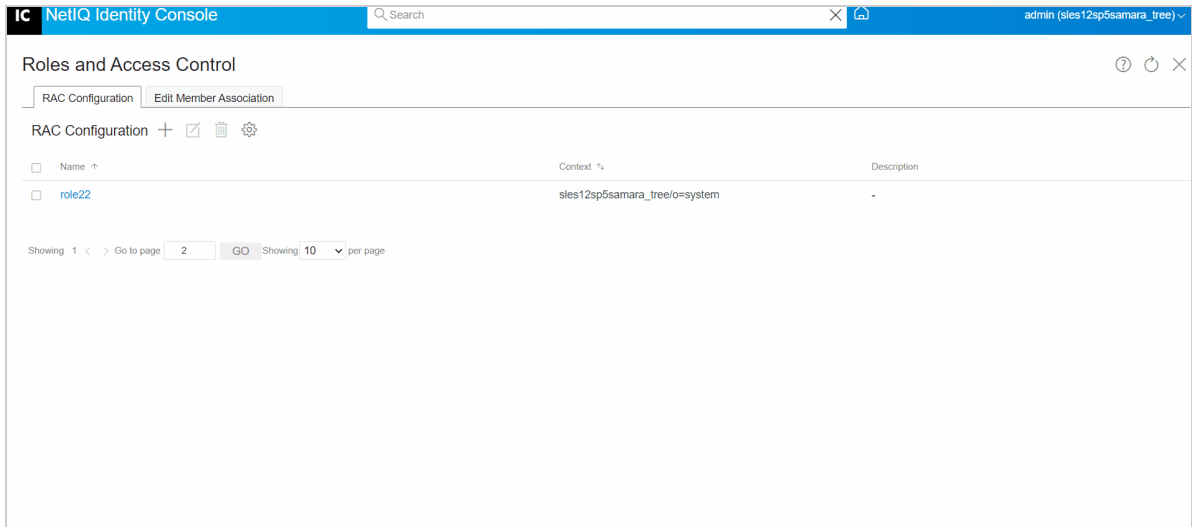 IC NetIQ Identity Console Search admin (sles12sp5samara_tree)
Roles and Access Control
RAC Configuration Edit Member Association
RAC Configuration
Name Context Description
role22 sles12sp5samara_tree/o=system -
Showing 1 Go to page 2 GO Showing 10 per page